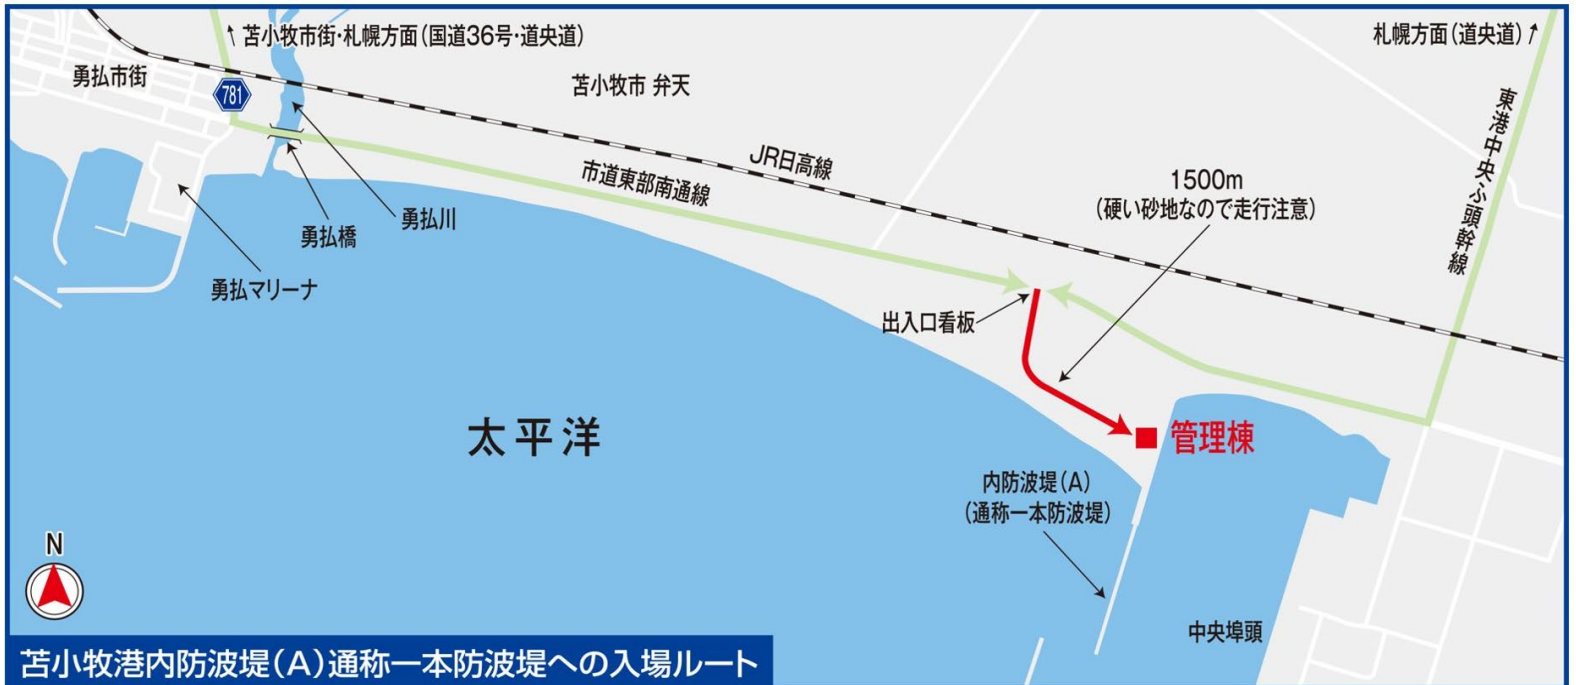 ↑ 苫小牧市街・札幌方面(国道36号・道央道)
札幌方面(道央道)↑
勇払市街
781
苫小牧市 弁天
東港中央ふ頭幹線
JR日高線
市道東部南通線
1500m
(硬い砂地なので走行注意)
勇払川
勇払橋
勇払マリーナ
出入口看板
太平洋
管理棟
内防波堤(A)
(通称一本防波堤)
N
中央埠頭
苫小牧港内防波堤(A)通称一本防波堤への入場ルート